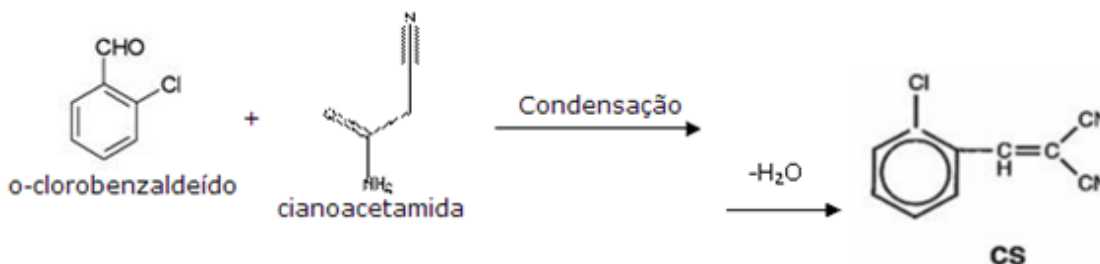 CHO
Cl
+
o-clorobenzaldeído
N
O
NH₂
cianoacetamida
Condensação
-H₂O
Cl
C
H
C
CN
CN
CS